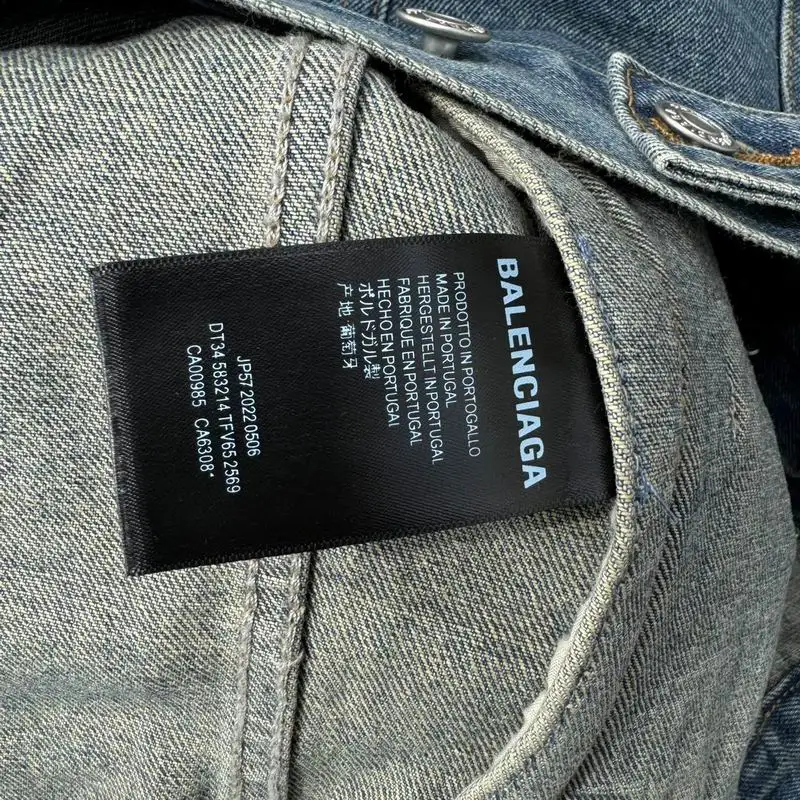 BALENCIAGA
PRODOTTO IN PORTOGALLO
MADE IN PORTUGAL
HERGESTELLT IN PORTUGAL
FABRIQUE EN PORTUGAL
HECHO EN PORTUGAL
ポルトガル製
产地 葡萄牙
JP57 2022 0506
DT34 583214 TFV65 2569
CA00985 CA6308*